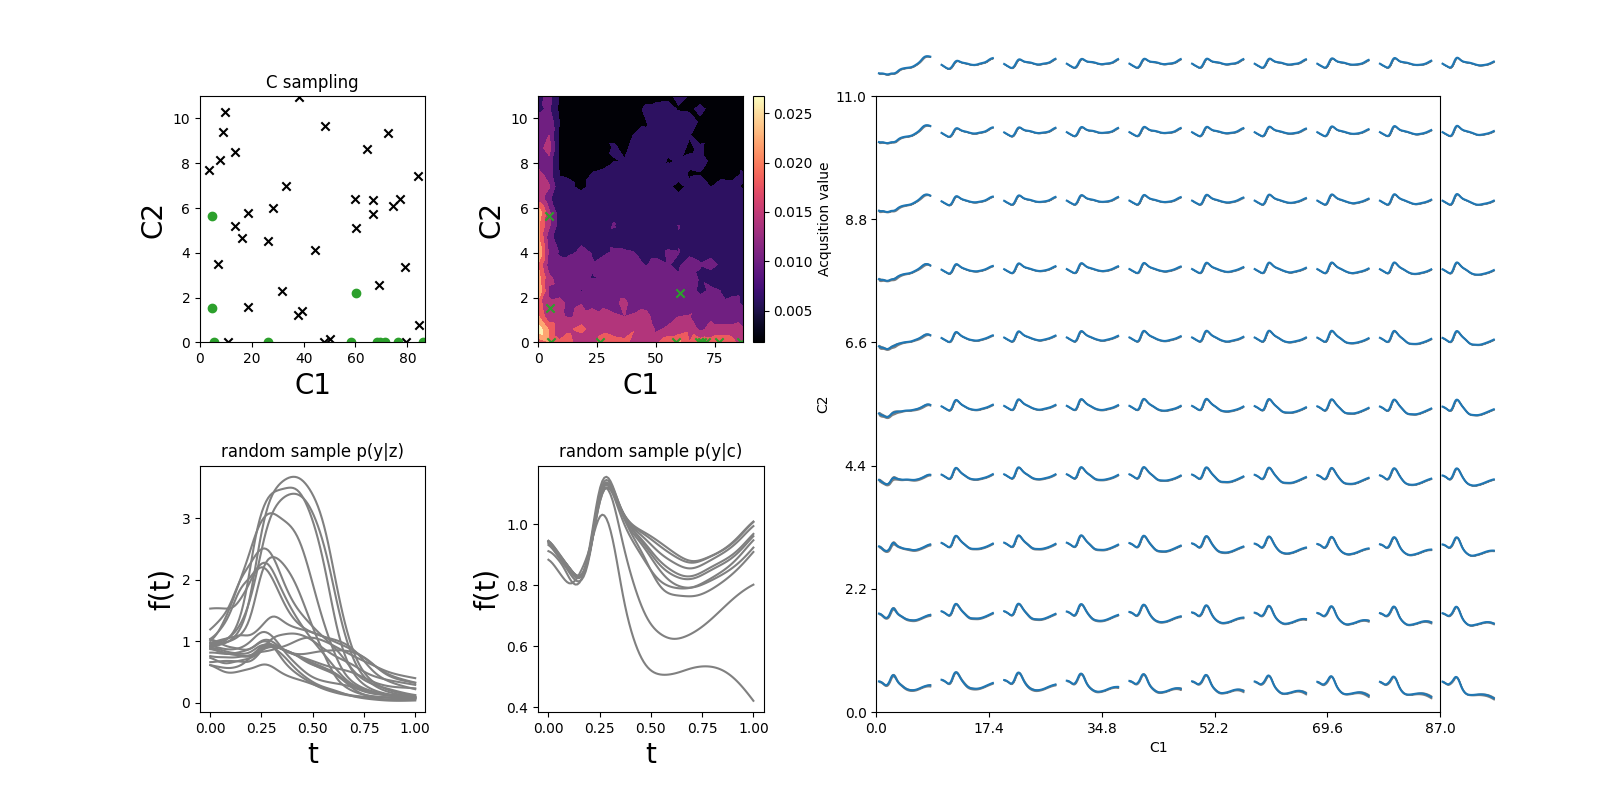 C sampling
C2
10
8
6
4
2
0
0 20 40 60 80
C1
C2
10
8
6
4
2
0
0 25 50 75
C1
0.025
0.020
0.015
0.010
0.005
Acqusition value
random sample p(y|z)
f(t)
3
2
1
0
0.00 0.25 0.50 0.75 1.00
t
random sample p(y|c)
f(t)
1.0
0.8
0.6
0.4
0.00 0.25 0.50 0.75 1.00
t
C2
11.0
8.8
6.6
4.4
2.2
0.0
0.0 17.4 34.8 52.2 69.6 87.0
C1